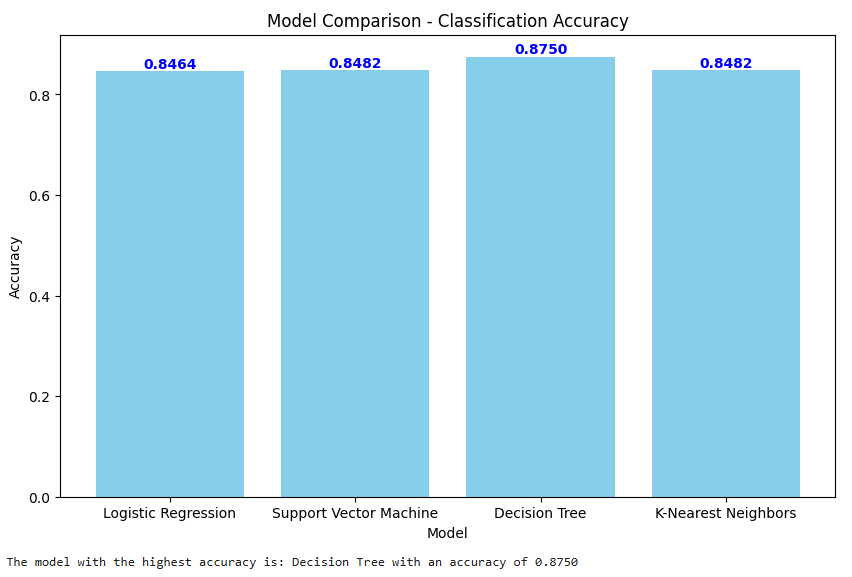 Model Comparison - Classification Accuracy
0.8464 0.8482 0.8750 0.8482
0.8
0.6
0.4
0.2
0.0
Accuracy
Logistic Regression Support Vector Machine Decision Tree K-Nearest Neighbors
Model
The model with the highest accuracy is: Decision Tree with an accuracy of 0.8750